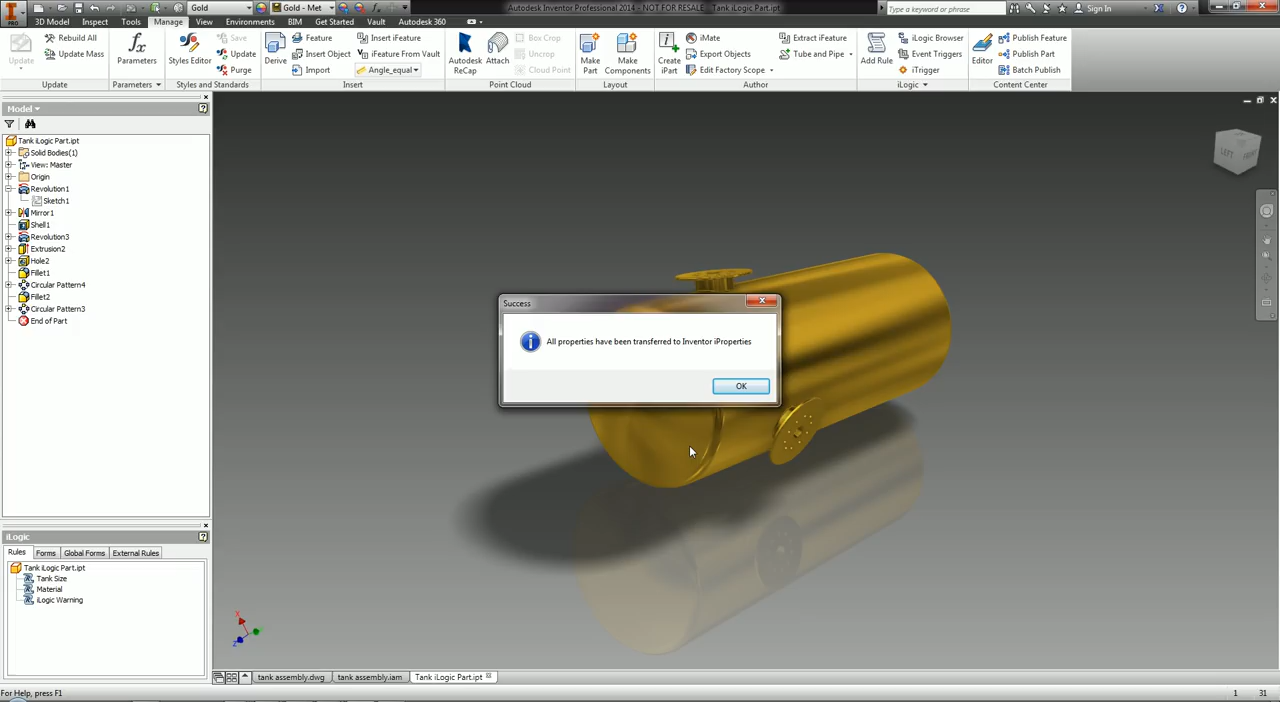 PRO
Gold
Gold - Met
Autodesk Inventor Professional 2014 - NOT FOR RESALE - Tank iLogic Part.ipt
Type a keyword or phrase
Sign In
3D Model Inspect Tools Manage View Environments BIM Get Started Vault Autodesk 360
Update
Rebuild All
Update Mass
Update
Parameters
Parameters
Styles Editor
Save
Update
Purge
Styles and Standards
Derive
Feature
Insert Object
Import
Insert iFeature
iFeature From Vault
Angle_equal
Insert
Autodesk ReCap
Attach
Box Crop
Uncrop
Cloud Point
Point Cloud
Make Part
Make Components
Layout
Create iPart
iMate
Export Objects
Edit Factory Scope
Extract iFeature
Tube and Pipe
Author
Add Rule
iLogic Browser
Event Triggers
iTrigger
iLogic
Editor
Publish Feature
Publish Part
Batch Publish
Content Center
Model
Tank iLogic Part.ipt
Solid Bodies(1)
View: Master
Origin
Revolution1
Sketch1
Mirror1
Shell1
Revolution3
Extrusion2
Hole2
Fillet1
Circular Pattern4
Fillet2
Circular Pattern3
End of Part
LEFT FRONT
Success
All properties have been transferred to Inventor iProperties
OK
iLogic
Rules Forms Global Forms External Rules
Tank iLogic Part.ipt
Tank Size
Material
iLogic Warning
X
Z
tank assembly.dwg tank assembly.iam Tank iLogic Part.ipt
For Help, press F1
1 31